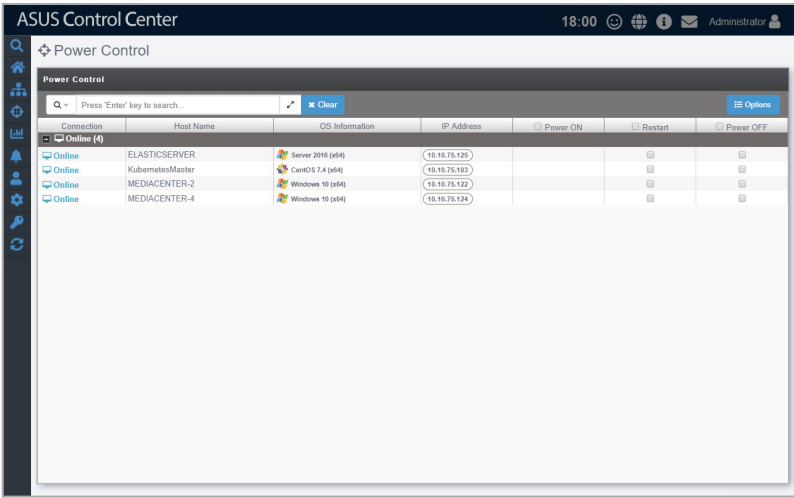 ASUS Control Center 18:00 Administrator
Power Control
Power Control
Press 'Enter' key to search... Clear Options
Connection Host Name OS Information IP Address Power ON Restart Power OFF
Online (4)
Online ELASTICSERVER Server 2016 (x64) 10.10.75.125
Online KubernetesMaster CentOS 7.4 (x64) 10.10.75.103
Online MEDIACENTER-2 Windows 10 (x64) 10.10.75.122
Online MEDIACENTER-4 Windows 10 (x64) 10.10.75.124